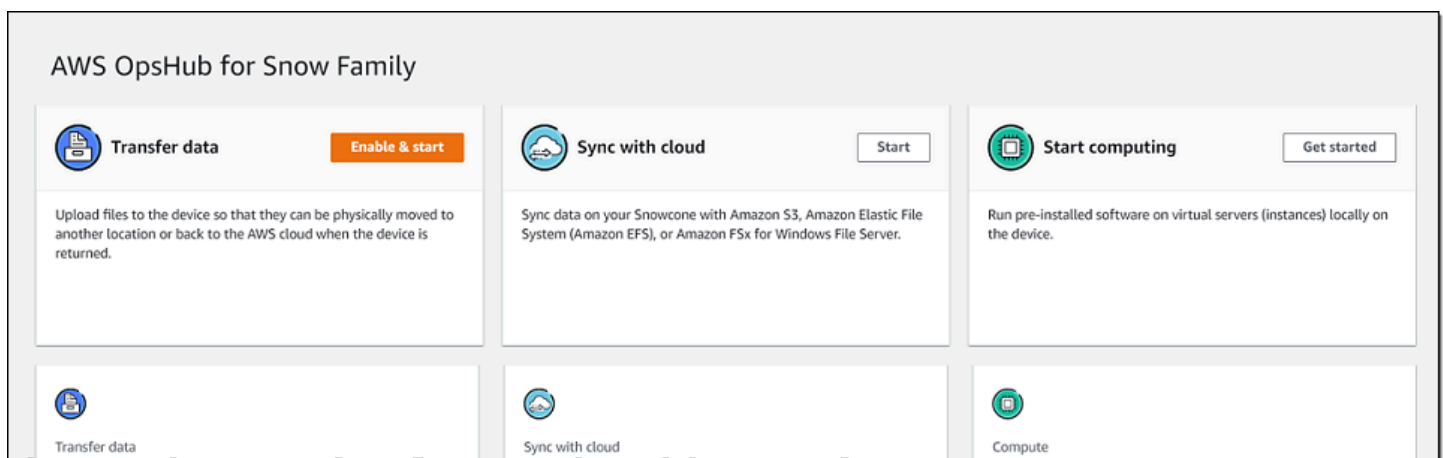 AWS OpsHub for Snow Family
Transfer data
Enable & start
Upload files to the device so that they can be physically moved to
another location or back to the AWS cloud when the device is
returned.
Sync with cloud
Start
Sync data on your Snowcone with Amazon S3, Amazon Elastic File
System (Amazon EFS), or Amazon FSx for Windows File Server.
Start computing
Get started
Run pre-installed software on virtual servers (instances) locally on
the device.
Transfer data
Sync with cloud
Compute